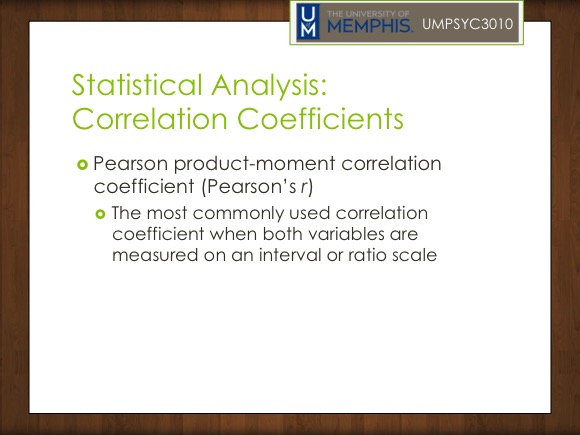 UM
THE UNIVERSITY OF
MEMPHIS.
UMPSYC3010
Statistical Analysis:
Correlation Coefficients
Pearson product-moment correlation
coefficient (Pearson's r)
The most commonly used correlation
coefficient when both variables are
measured on an interval or ratio scale